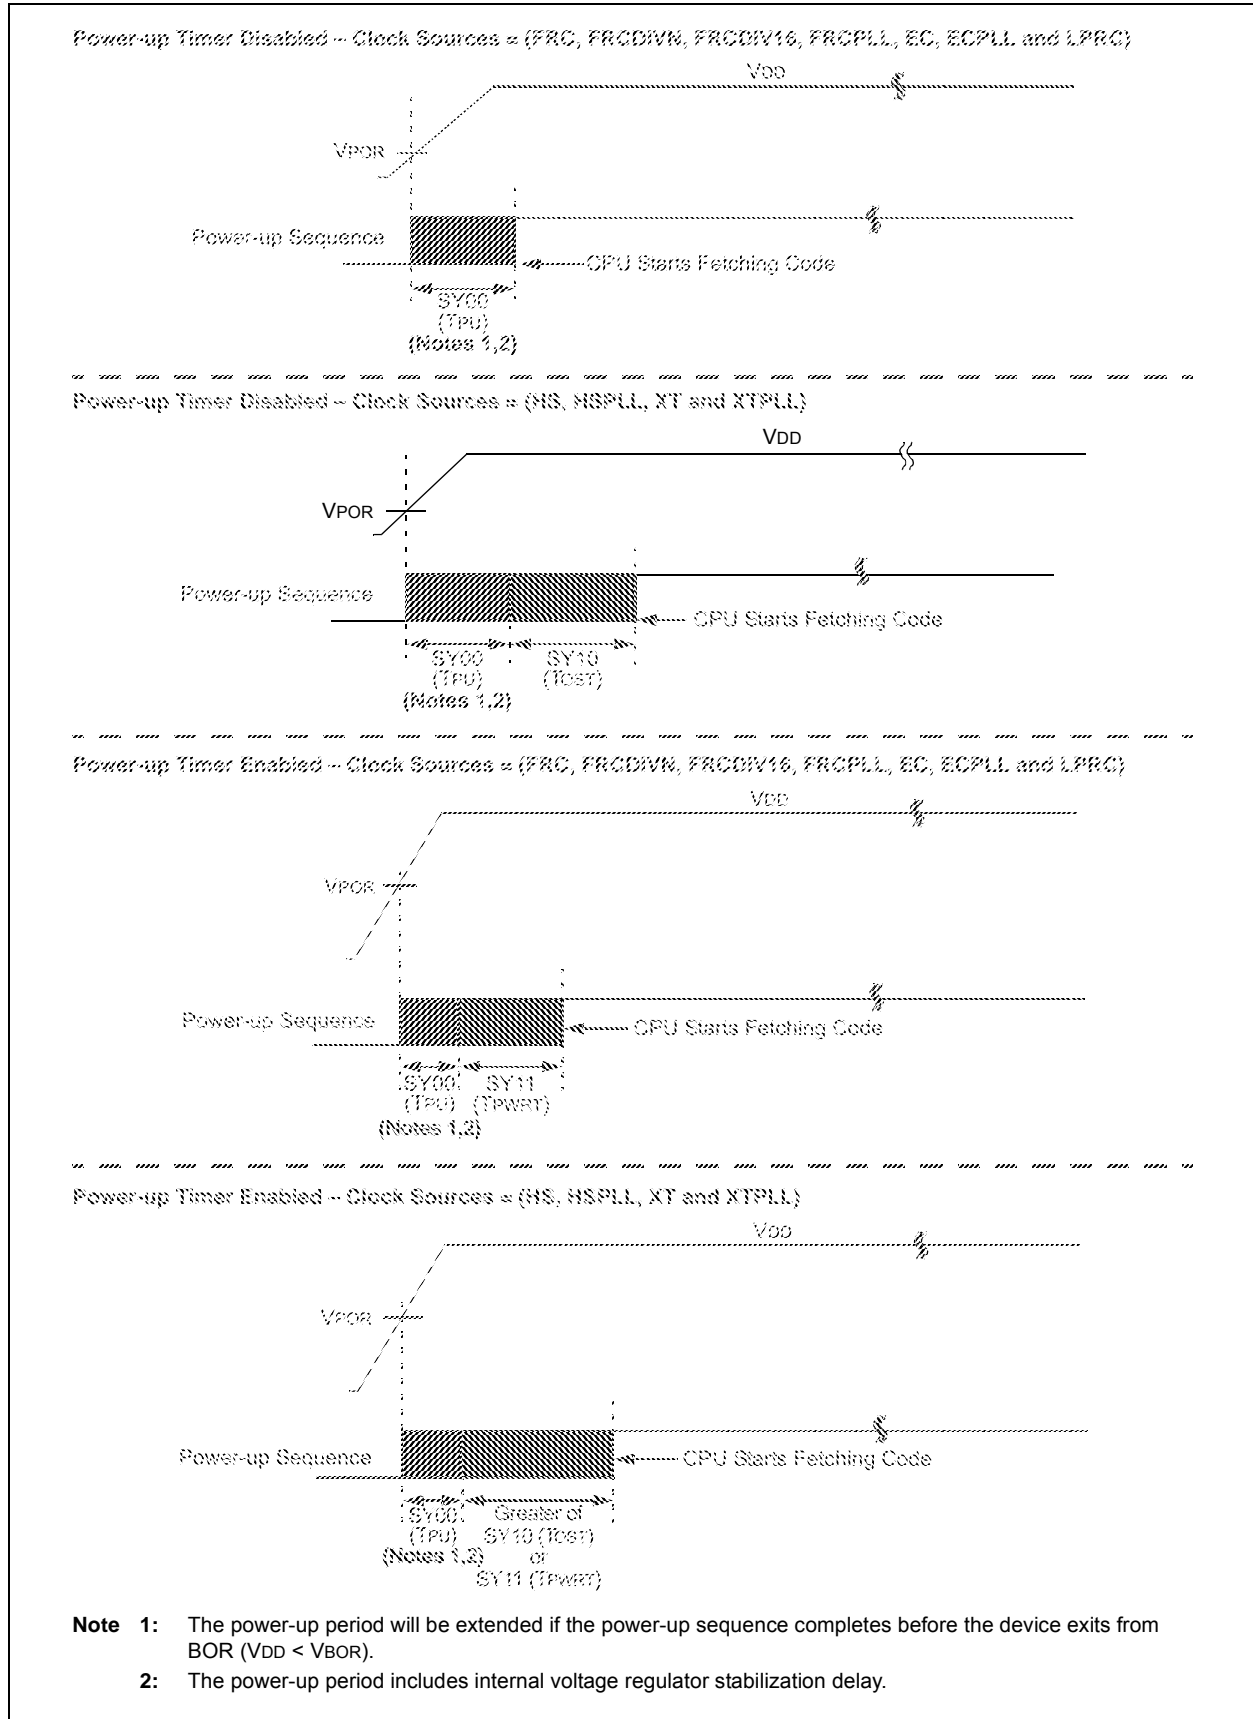 Power-up Timer Disabled – Clock Sources = (FRC, FRCDIVN, FRCDIV16, FRCPLL, EC, ECPLL and LPRC)
VDD
VPOR
Power-up Sequence
CPU Starts Fetching Code
SY00
(TPU)
(Notes 1,2)
Power-up Timer Disabled – Clock Sources = (HS, HSPLL, XT and XTPLL)
VDD
VPOR
Power-up Sequence
CPU Starts Fetching Code
SY00 SY10
(TPU) (TOST)
(Notes 1,2)
Power-up Timer Enabled – Clock Sources = (FRC, FRCDIVN, FRCDIV16, FRCPLL, EC, ECPLL and LPRC)
VDD
VPOR
Power-up Sequence
CPU Starts Fetching Code
SY00 SY11
(TPU) (TPWRT)
(Notes 1,2)
Power-up Timer Enabled – Clock Sources = (HS, HSPLL, XT and XTPLL)
VDD
VPOR
Power-up Sequence
CPU Starts Fetching Code
SY00 Greater of
(TPU) SY10 (TOST)
(Notes 1,2) or
SY11 (TPWRT)
Note 1: The power-up period will be extended if the power-up sequence completes before the device exits from
BOR (VDD < VBOR).
2: The power-up period includes internal voltage regulator stabilization delay.